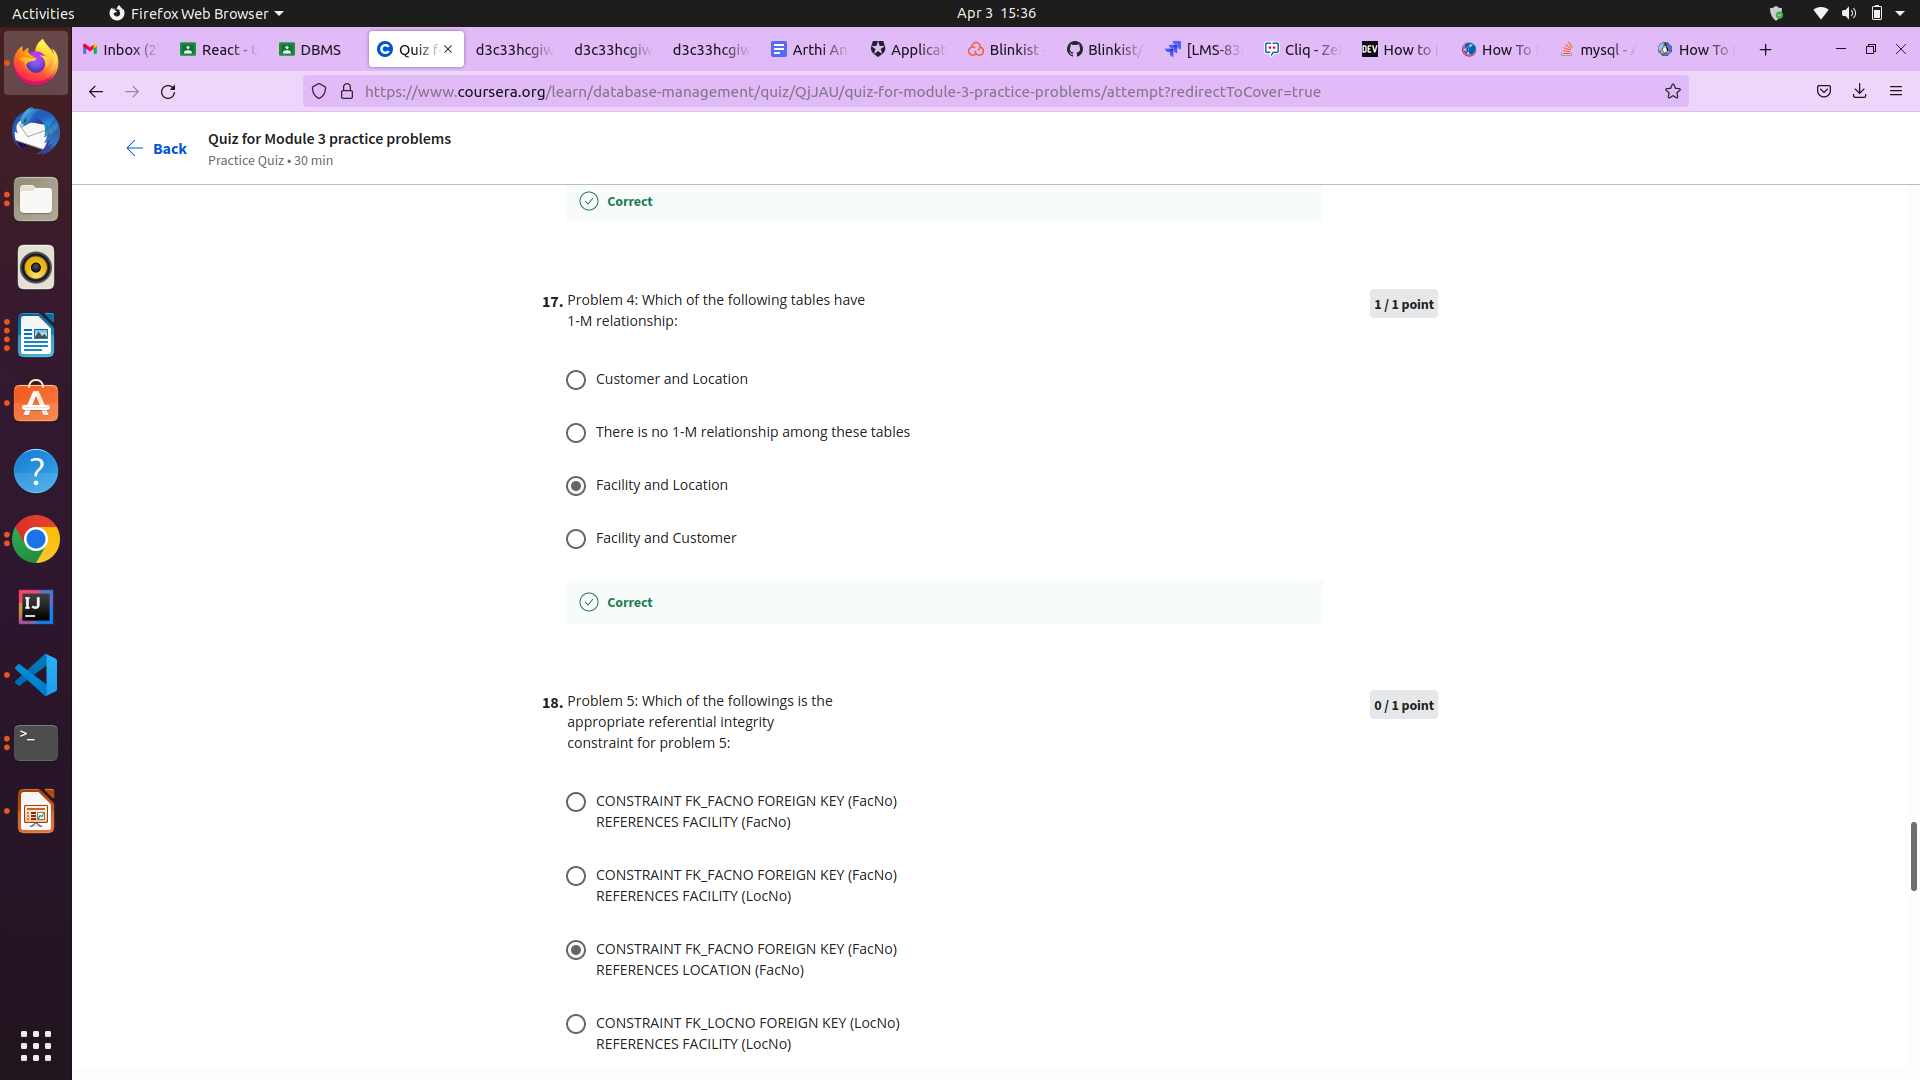 Activities
Firefox Web Browser
Apr 3 15:36
Inbox (2
React - U
DBMS
Quiz f
d3c33hcgiw
d3c33hcgiw
d3c33hcgiw
Arthi An
Applicat
Blinkist -
Blinkist/
[LMS-83
Cliq - Ze
DEV
How to i
How To
mysql - A
How To
https://www.coursera.org/learn/database-management/quiz/QjJAU/quiz-for-module-3-practice-problems/attempt?redirectToCover=true
Back
Quiz for Module 3 practice problems
Practice Quiz • 30 min
Correct
17. Problem 4: Which of the following tables have
1-M relationship:
1 / 1 point
Customer and Location
There is no 1-M relationship among these tables
Facility and Location
Facility and Customer
Correct
18. Problem 5: Which of the followings is the
appropriate referential integrity
constraint for problem 5:
0 / 1 point
CONSTRAINT FK_FACNO FOREIGN KEY (FacNo)
REFERENCES FACILITY (FacNo)
CONSTRAINT FK_FACNO FOREIGN KEY (FacNo)
REFERENCES FACILITY (LocNo)
CONSTRAINT FK_FACNO FOREIGN KEY (FacNo)
REFERENCES LOCATION (FacNo)
CONSTRAINT FK_LOCNO FOREIGN KEY (LocNo)
REFERENCES FACILITY (LocNo)